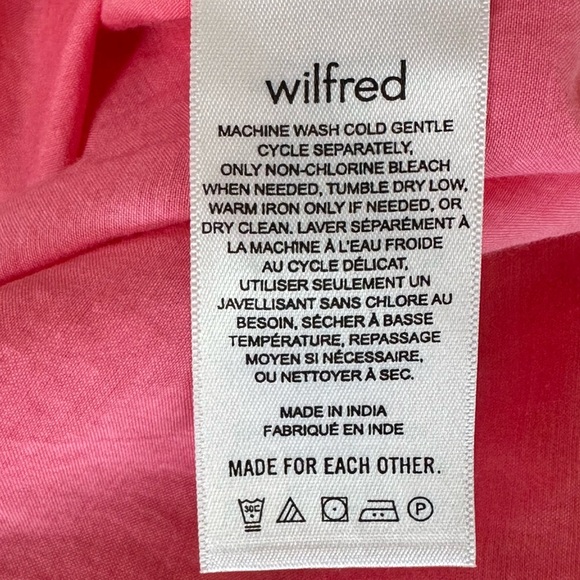 wilfred
MACHINE WASH COLD GENTLE
CYCLE SEPARATELY,
ONLY NON-CHLORINE BLEACH
WHEN NEEDED, TUMBLE DRY LOW,
WARM IRON ONLY IF NEEDED, OR
DRY CLEAN. LAVER SÉPARÉMENT À
LA MACHINE À L'EAU FROIDE
AU CYCLE DÉLICAT,
UTILISER SEULEMENT UN
JAVELLISANT SANS CHLORE AU
BESOIN, SÉCHER À BASSE
TEMPÉRATURE, REPASSAGE
MOYEN SI NÉCESSAIRE,
OU NETTOYER À SEC.
MADE IN INDIA
FABRIQUÉ EN INDE
MADE FOR EACH OTHER.
30C P